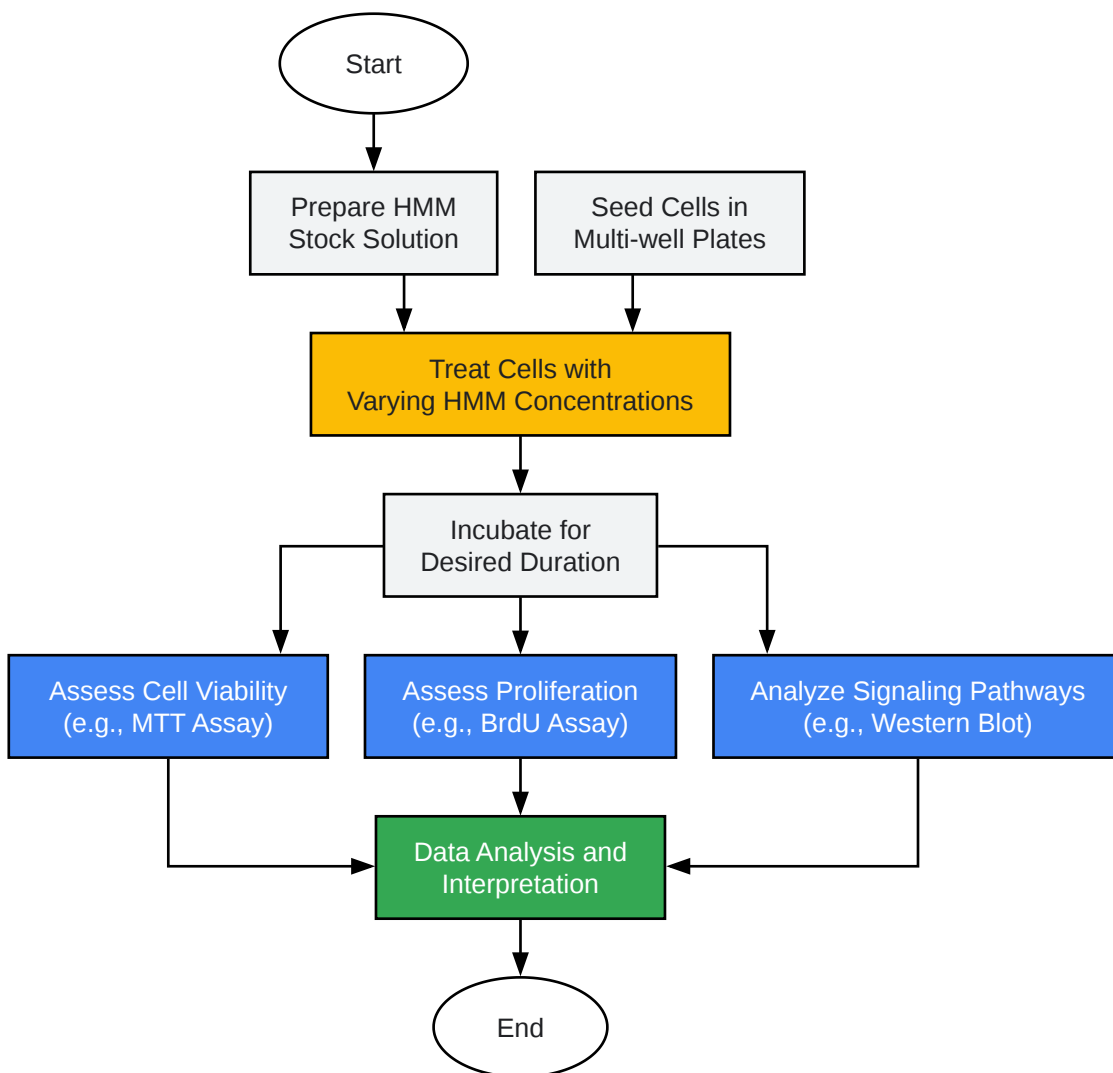 Start
Prepare HMM
Stock Solution
Seed Cells in
Multi-well Plates
Treat Cells with
Varying HMM Concentrations
Incubate for
Desired Duration
Assess Cell Viability
(e.g., MTT Assay)
Assess Proliferation
(e.g., BrdU Assay)
Analyze Signaling Pathways
(e.g., Western Blot)
Data Analysis and
Interpretation
End